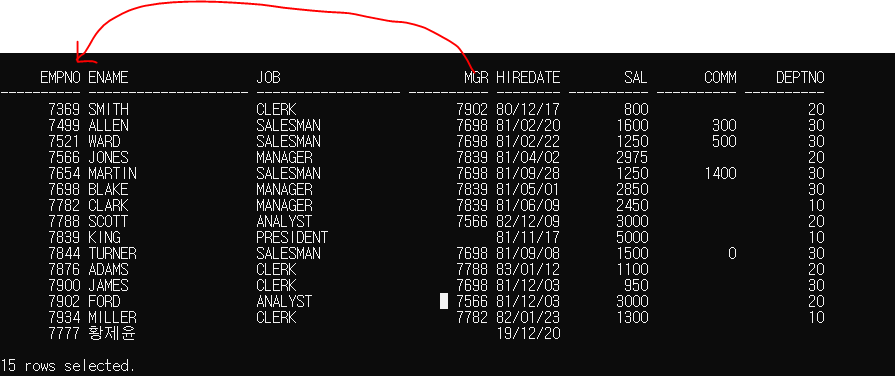 EMPNO ENAME JOB MGR HIREDATE SAL COMM DEPTNO
---------- -------------------- ------------------ ---------- -------- ---------- ---------- ----------
7369 SMITH CLERK 7902 80/12/17 800 20
7499 ALLEN SALESMAN 7698 81/02/20 1600 300 30
7521 WARD SALESMAN 7698 81/02/22 1250 500 30
7566 JONES MANAGER 7839 81/04/02 2975 20
7654 MARTIN SALESMAN 7698 81/09/28 1250 1400 30
7698 BLAKE MANAGER 7839 81/05/01 2850 30
7782 CLARK MANAGER 7839 81/06/09 2450 10
7788 SCOTT ANALYST 7566 82/12/09 3000 20
7839 KING PRESIDENT 81/11/17 5000 10
7844 TURNER SALESMAN 7698 81/09/08 1500 0 30
7876 ADAMS CLERK 7788 83/01/12 1100 20
7900 JAMES CLERK 7698 81/12/03 950 30
7902 FORD ANALYST 7566 81/12/03 3000 20
7934 MILLER CLERK 7782 82/01/23 1300 10
7777 황제윤 19/12/20
15 rows selected.